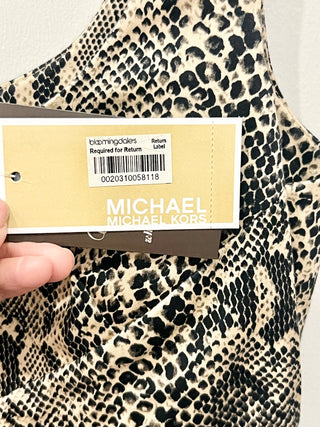 bloomingdales
Return
Label
Required for Return
0020310058118
MICHAEL
MICHAEL KORS